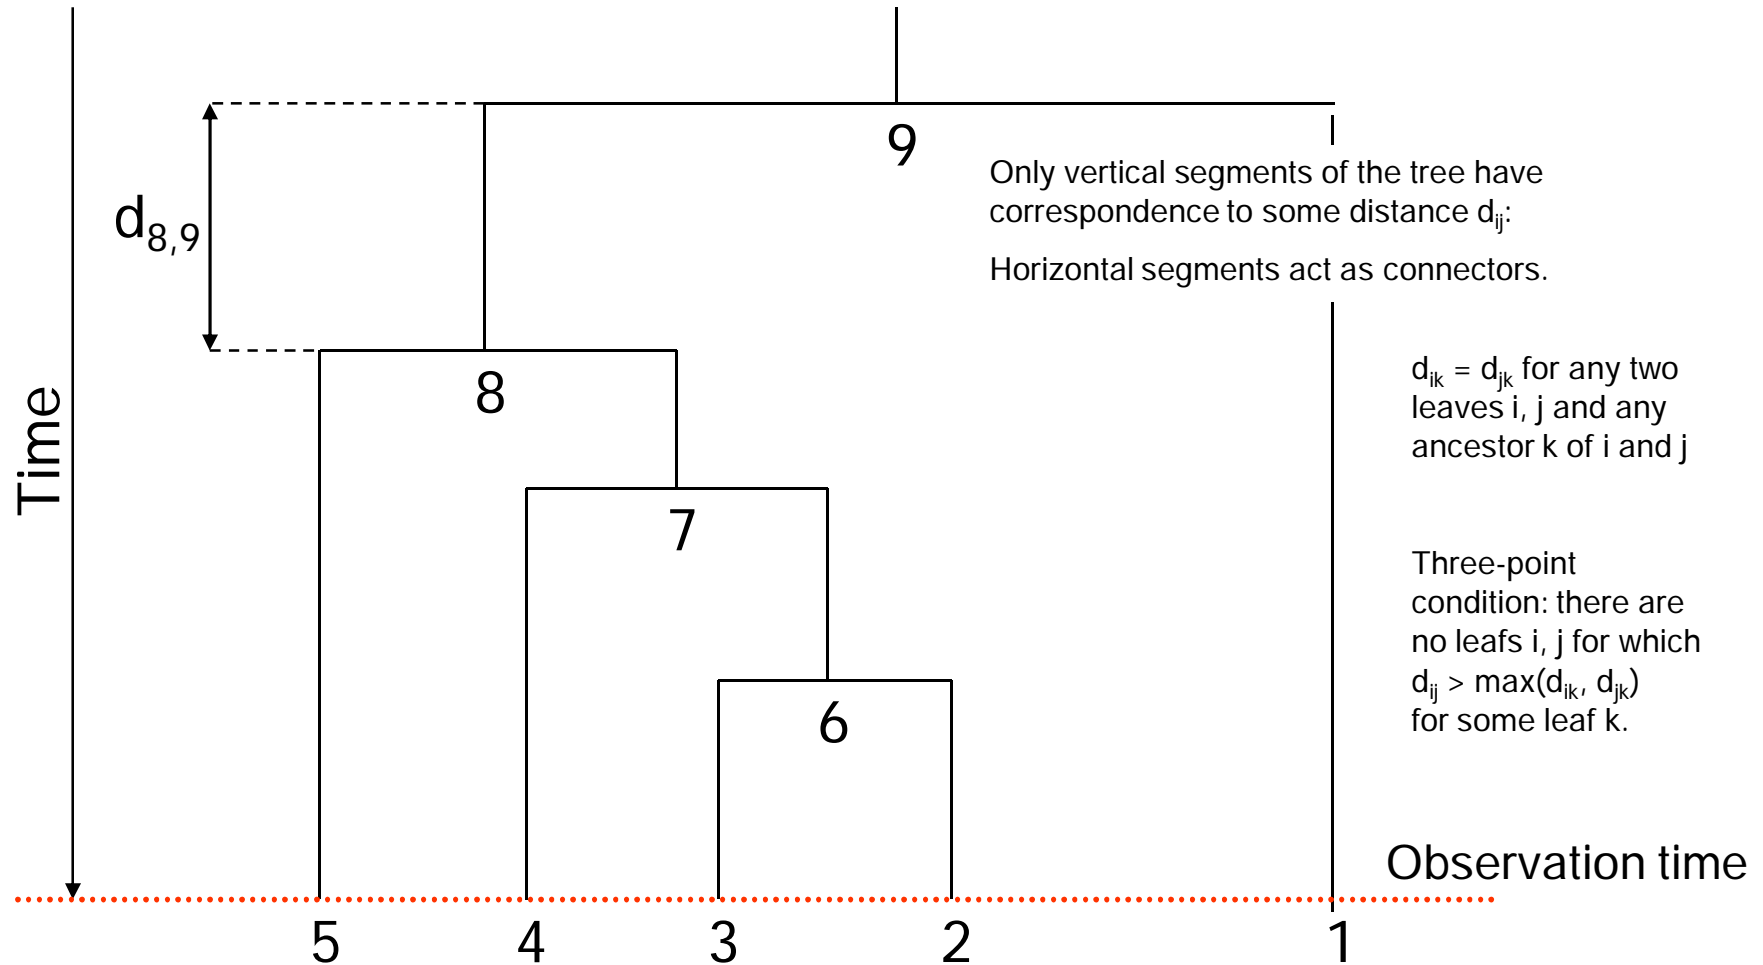 9
Only vertical segments of the tree have
correspondence to some distance dij:
Horizontal segments act as connectors.
d8,9
8
dik = djk for any two
leaves i, j and any
ancestor k of i and j
Time
7
Three-point
condition: there are
no leafs i, j for which
dij > max(dik, djk)
for some leaf k.
6
Observation time
5 4 3 2 1